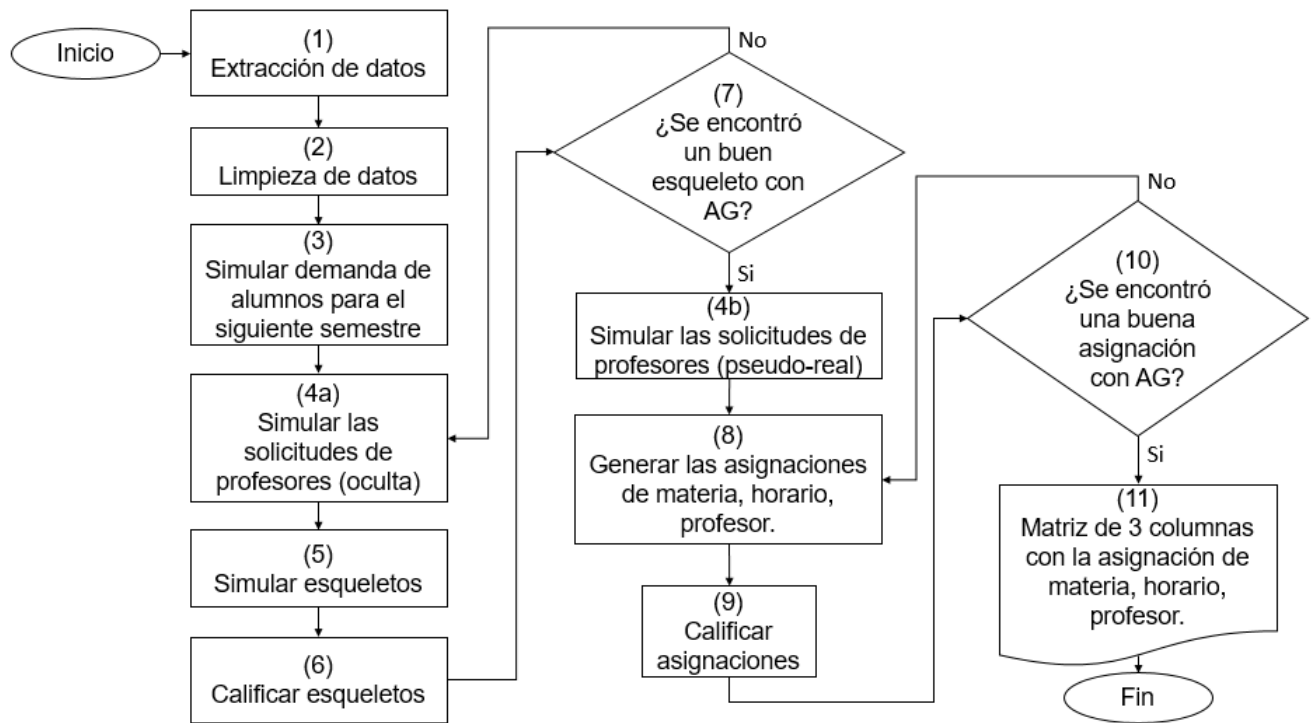 Inicio
(1)
Extracción de datos
(2)
Limpieza de datos
(3)
Simular demanda de
alumnos para el
siguiente semestre
(4a)
Simular las
solicitudes de
profesores (oculta)
(5)
Simular esqueletos
(6)
Calificar esqueletos
No
(7)
¿Se encontró
un buen
esqueleto con
AG?
Si
(4b)
Simular las solicitudes de
profesores (pseudo-real)
(8)
Generar las asignaciones
de materia, horario,
profesor.
(9)
Calificar
asignaciones
No
(10)
¿Se encontró
una buena
asignación
con AG?
Si
(11)
Matriz de 3 columnas
con la asignación de
materia, horario,
profesor.
Fin